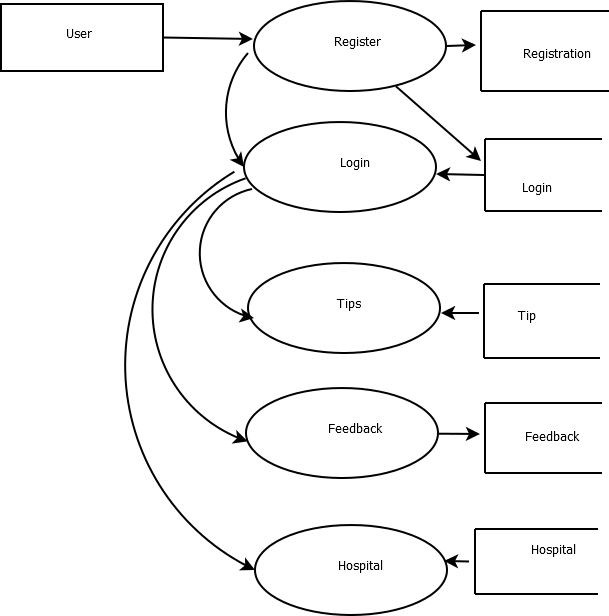 User
Register
Registration
Login
Login
Tips
Tip
Feedback
Feedback
Hospital
Hospital